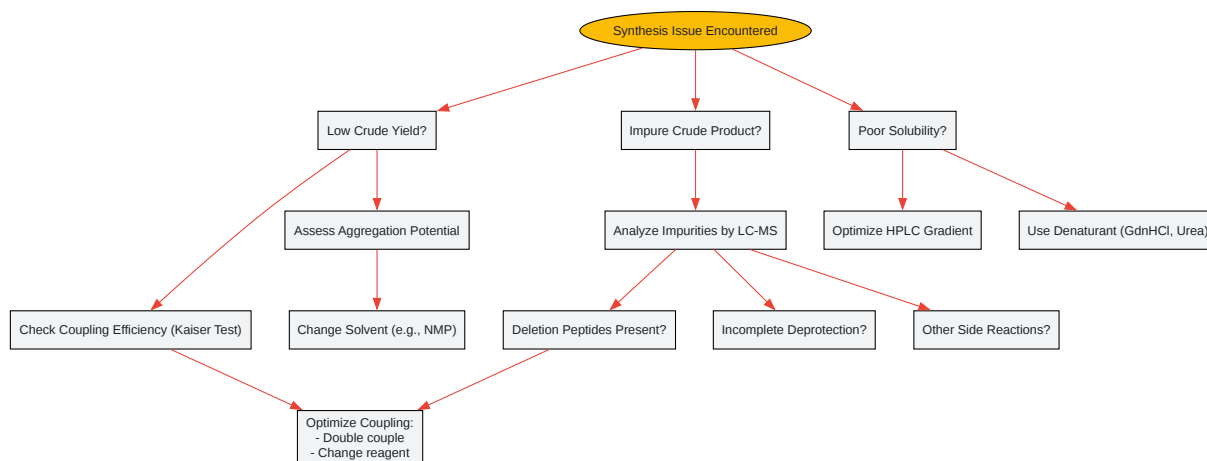 Synthesis Issue Encountered
Low Crude Yield?
Impure Crude Product?
Poor Solubility?
Assess Aggregation Potential
Analyze Impurities by LC-MS
Optimize HPLC Gradient
Use Denaturant (GdnHCl, Urea)
Check Coupling Efficiency (Kaiser Test)
Change Solvent (e.g., NMP)
Deletion Peptides Present?
Incomplete Deprotection?
Other Side Reactions?
Optimize Coupling:
- Double couple
- Change reagent